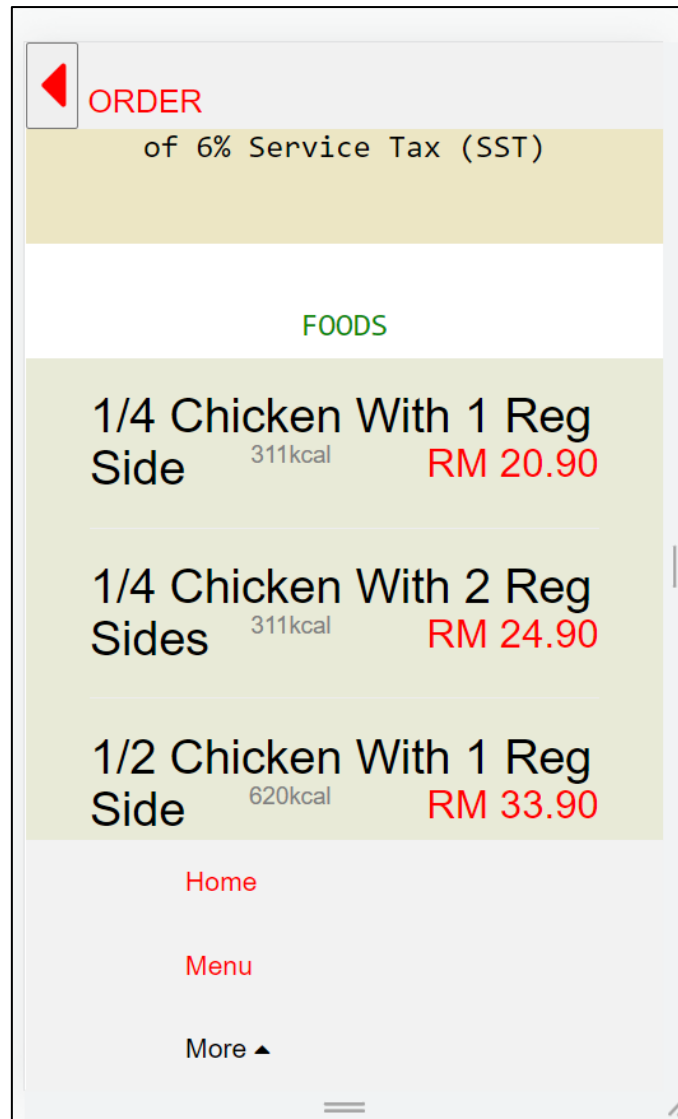 ORDER
of 6% Service Tax (SST)
FOODS
1/4 Chicken With 1 Reg
Side 311kcal RM 20.90
1/4 Chicken With 2 Reg
Sides 311kcal RM 24.90
1/2 Chicken With 1 Reg
Side 620kcal RM 33.90
Home
Menu
More